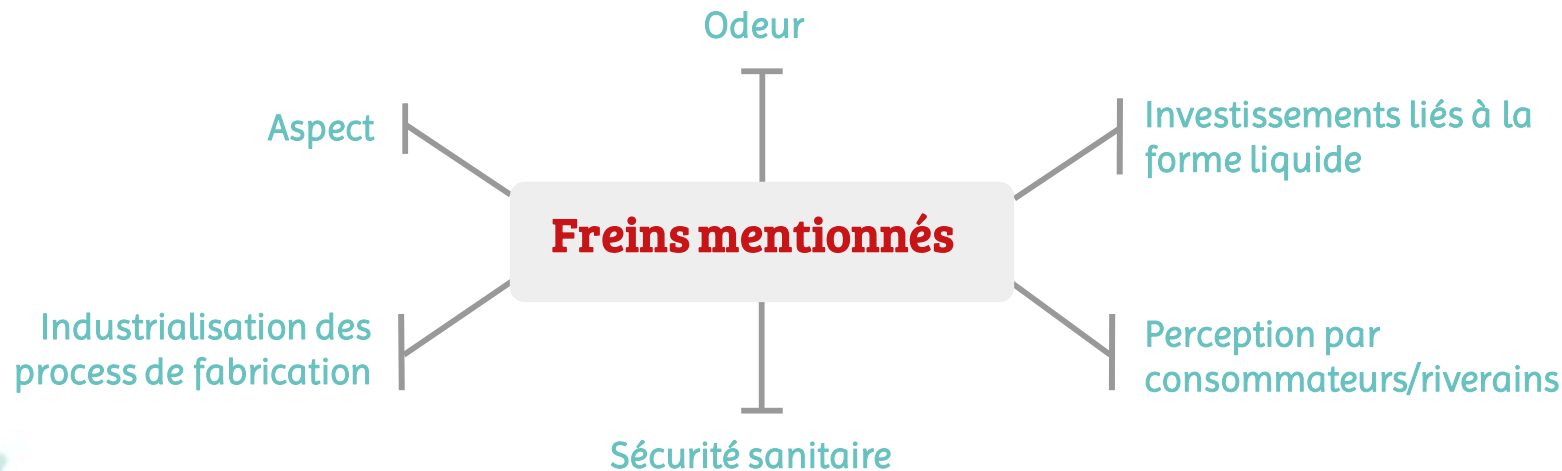 Odeur
Aspect
Investissements liés à la
forme liquide
Freins mentionnés
Industrialisation des
process de fabrication
Perception par
consommateurs/riverains
Sécurité sanitaire